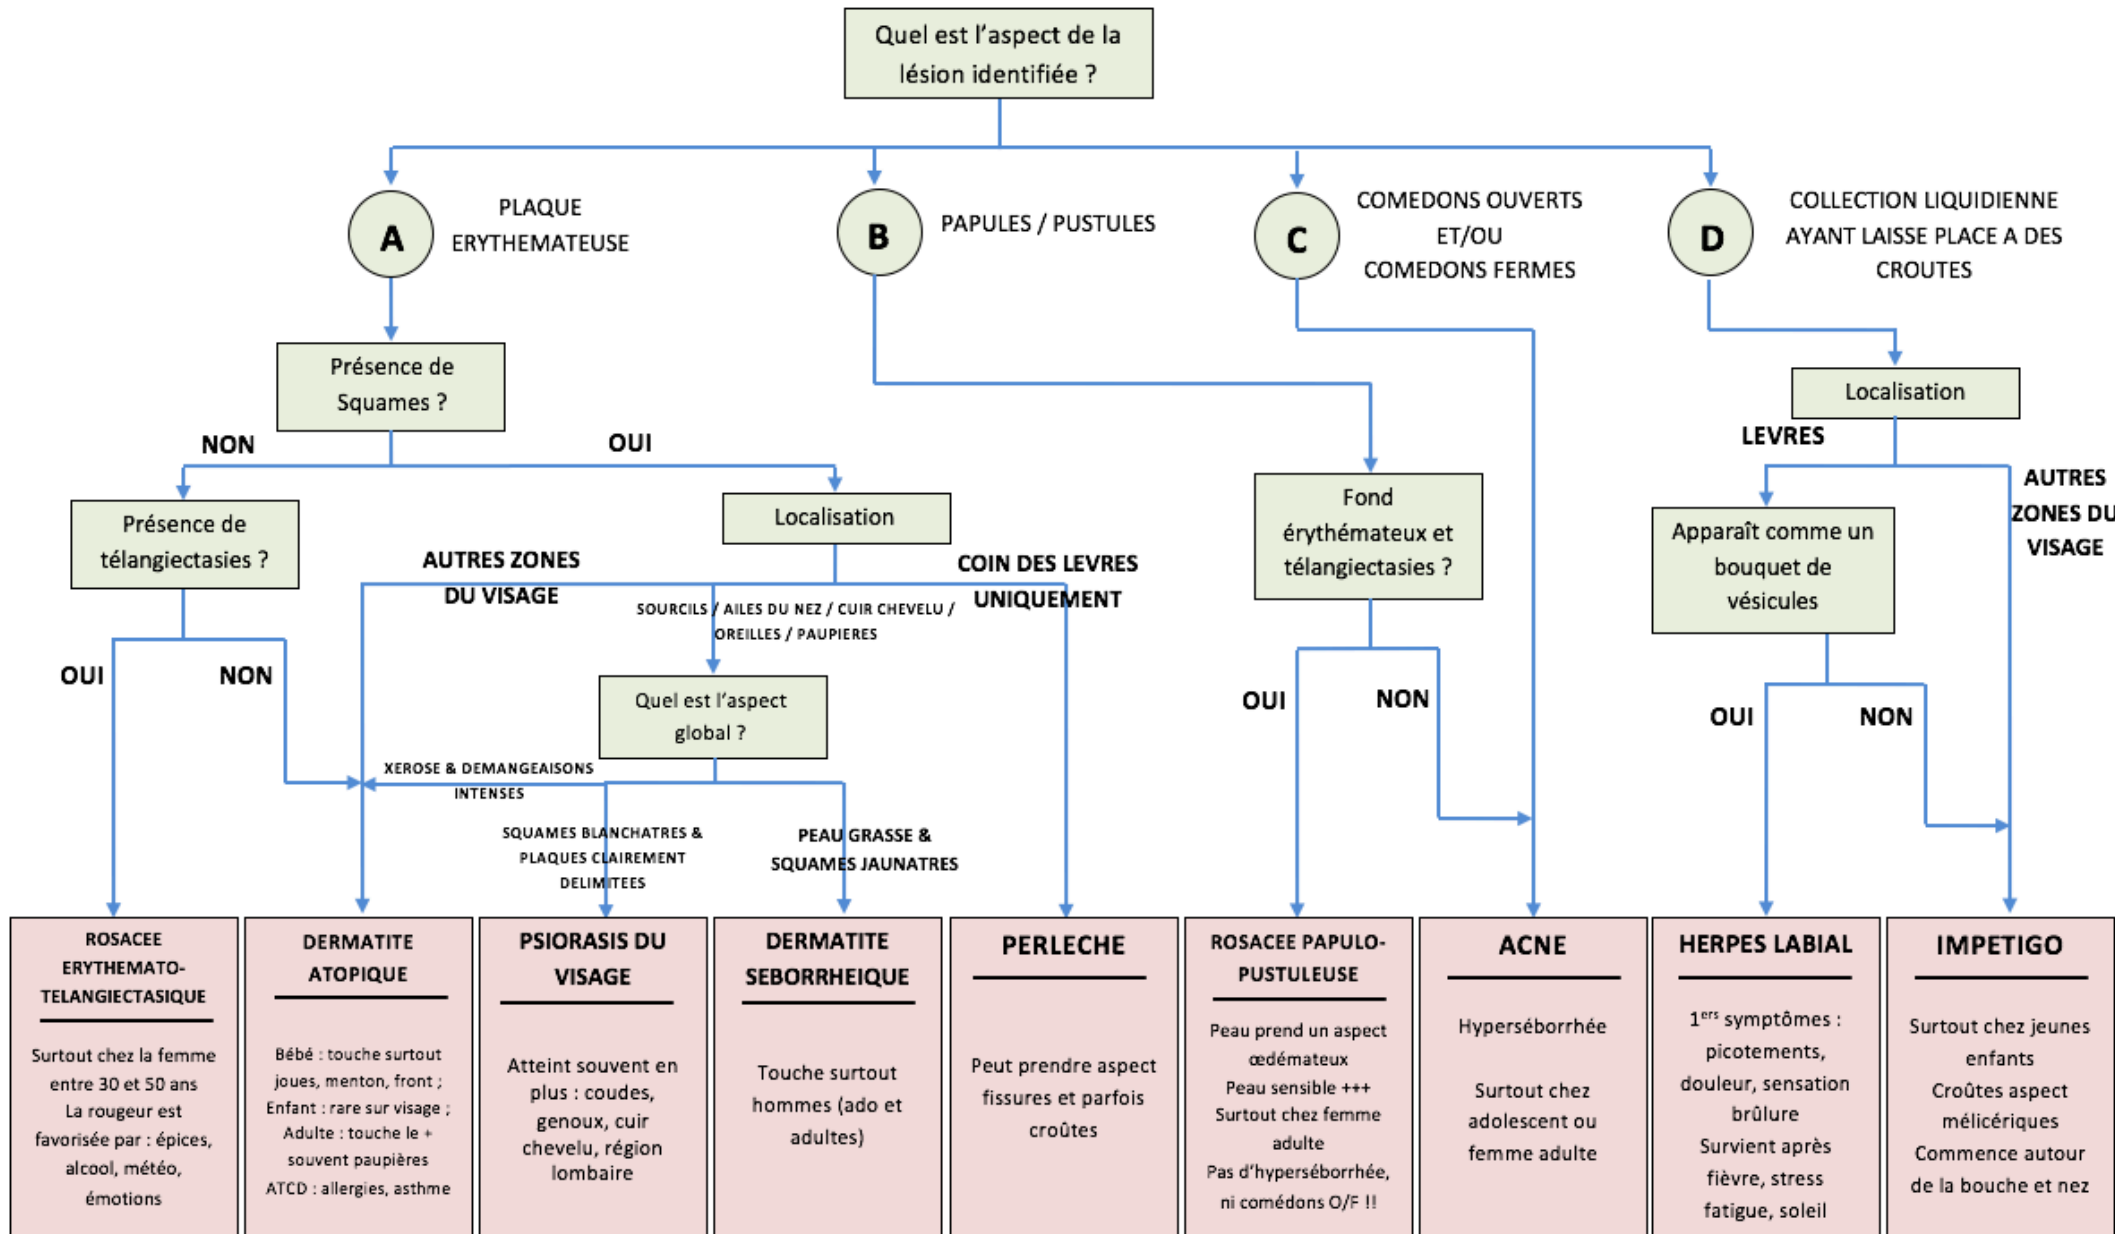 Quel est l'aspect de la
lésion identifiée ?
A
PLAQUE
ERYTHEMATEUSE
B
PAPULES / PUSTULES
C
COMEDONS OUVERTS
ET/OU
COMEDONS FERMES
D
COLLECTION LIQUIDIENNE
AYANT LAISSE PLACE A DES
CROUTES
Présence de
Squames ?
NON
OUI
Présence de
télangiectasies ?
OUI
NON
Localisation
AUTRES ZONES
DU VISAGE
SOURCILS / AILES DU NEZ / CUIR CHEVELU /
OREILLES / PAUPIERES
COIN DES LEVRES
UNIQUEMENT
Quel est l'aspect
global ?
XEROSE & DEMANGEAISONS
INTENSES
SQUAMES BLANCHATRES &
PLAQUES CLAIREMENT
DELIMITEES
PEAU GRASSE &
SQUAMES JAUNATRES
Fond
érythémateux et
télangiectasies ?
OUI
NON
Localisation
LEVRES
AUTRES
ZONES DU
VISAGE
Apparaît comme un
bouquet de
vésicules
OUI
NON
ROSACEE
ERYTHEMATO-
TELANGIECTASIQUE
Surtout chez la femme
entre 30 et 50 ans
La rougeur est
favorisée par : épices,
alcool, météo,
émotions
DERMATITE
ATOPIQUE
Bébé : touche surtout
joues, menton, front ;
Enfant : rare sur visage ;
Adulte : touche le +
souvent paupières
ATCD : allergies, asthme
PSIORASIS DU
VISAGE
Atteint souvent en
plus : coudes,
genoux, cuir
chevelu, région
lombaire
DERMATITE
SEBORRHEIQUE
Touche surtout
hommes (ado et
adultes)
PERLECHE
Peut prendre aspect
fissures et parfois
croûtes
ROSACEE PAPULO-
PUSTULEUSE
Peau prend un aspect
œdémateux
Peau sensible +++
Surtout chez femme
adulte
Pas d'hyperséborrhée,
ni comédons O/F !!
ACNE
Hyperséborrhée
Surtout chez
adolescent ou
femme adulte
HERPES LABIAL
1ers symptômes :
picotements,
douleur, sensation
brûlure
Survient après
fièvre, stress
fatigue, soleil
IMPETIGO
Surtout chez jeunes
enfants
Croûtes aspect
mélicériques
Commence autour
de la bouche et nez